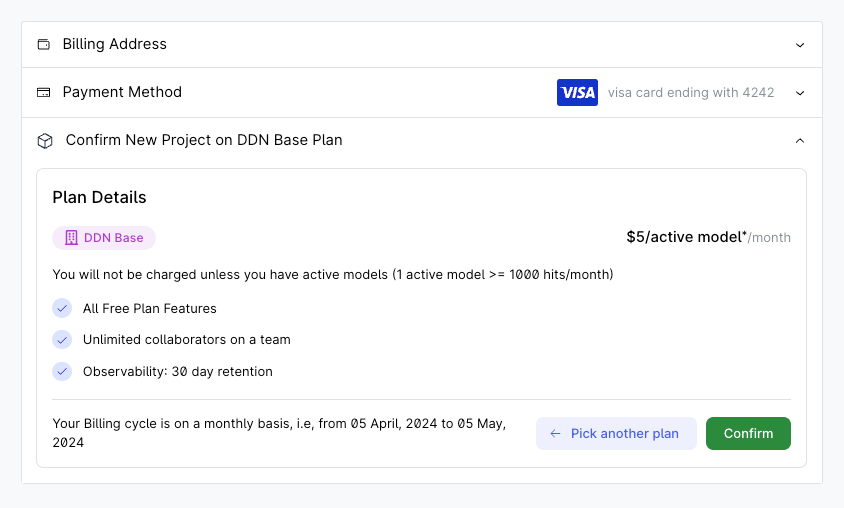 Billing Address
Payment Method
VISA visa card ending with 4242
Confirm New Project on DDN Base Plan
Plan Details
DDN Base
$5/active model*/month
You will not be charged unless you have active models (1 active model >= 1000 hits/month)
All Free Plan Features
Unlimited collaborators on a team
Observability: 30 day retention
Your Billing cycle is on a monthly basis, i.e, from 05 April, 2024 to 05 May,
2024
← Pick another plan
Confirm